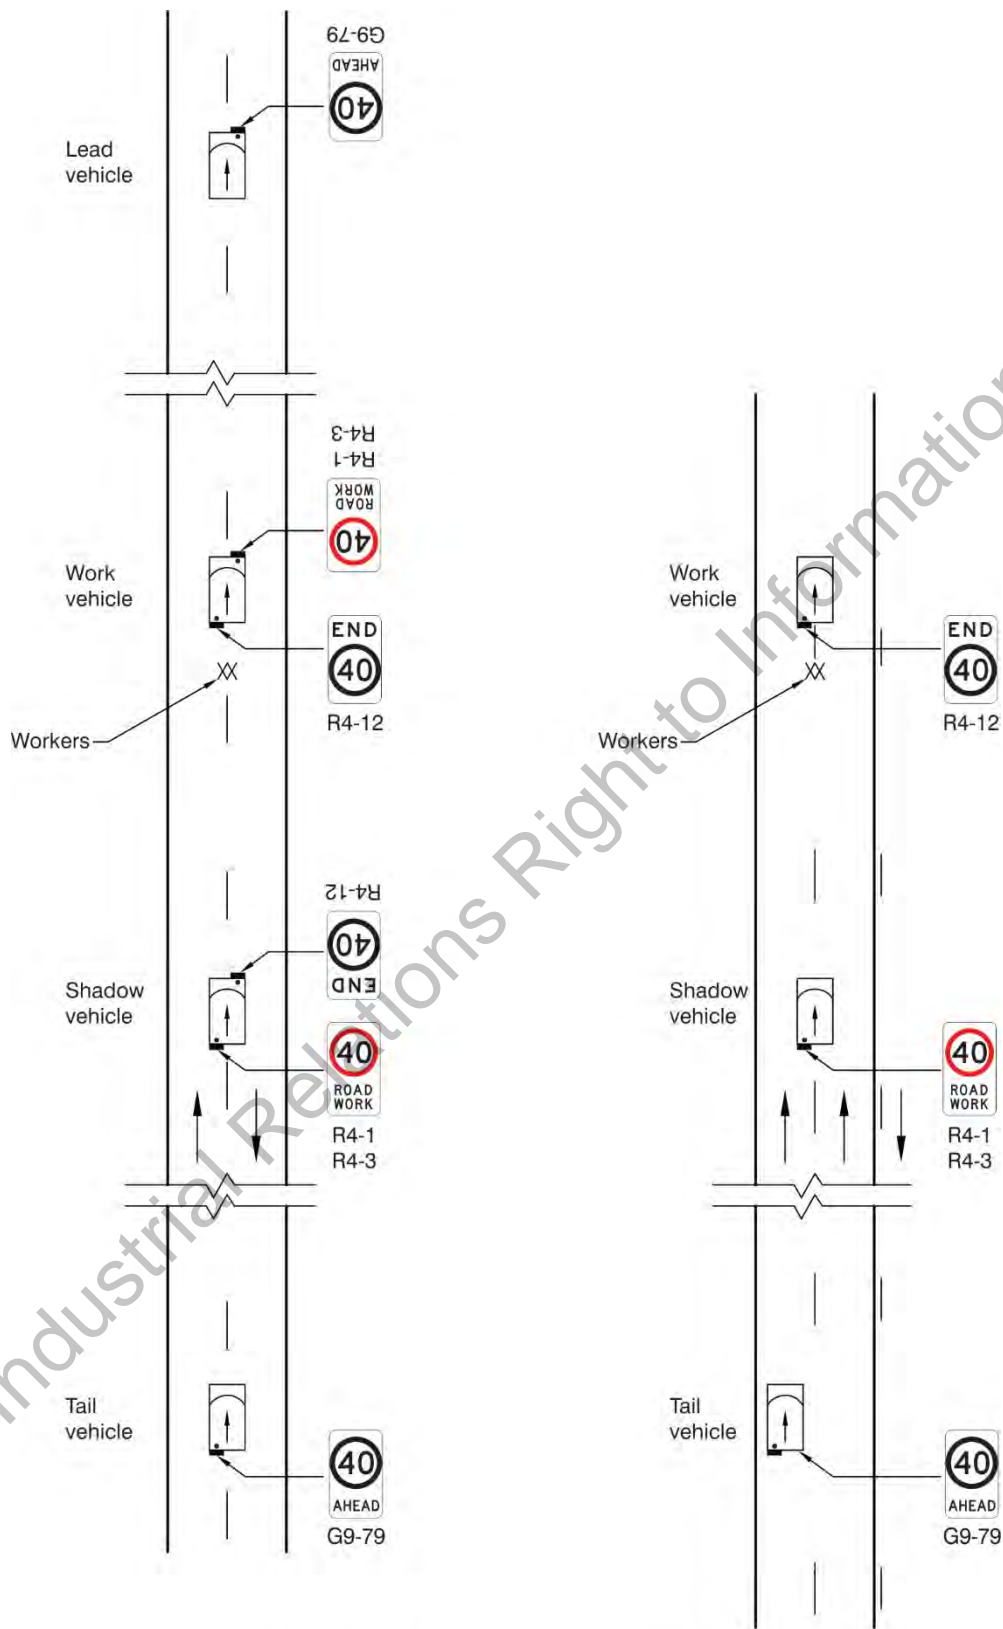 G9-79
AHEAD
40
Lead
vehicle
R4-3
R4-1
ROAD
WORK
40
Work
vehicle
END
40
R4-12
Workers
R4-12
40
END
Shadow
vehicle
40
ROAD
WORK
R4-1
R4-3
Tail
vehicle
40
AHEAD
G9-79
Work
vehicle
END
40
R4-12
Workers
Shadow
vehicle
40
ROAD
WORK
R4-1
R4-3
Tail
vehicle
40
AHEAD
G9-79
Industrial Relations Right to Information